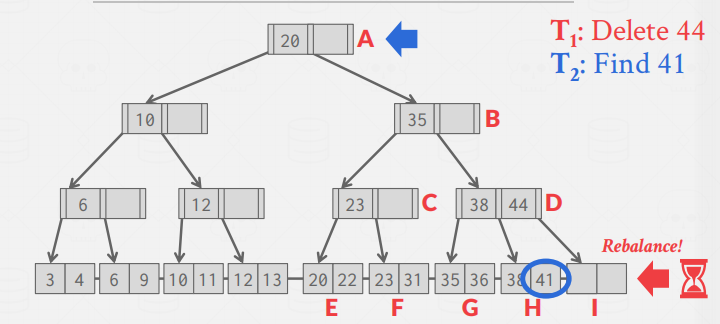 T1: Delete 44
T2: Find 41
20 A
10
35 B
6
12
23 C
38 44 D
Rebalance!
3 4 6 9 10 11 12 13 20 22 23 31 35 36 38 41
E F G H I